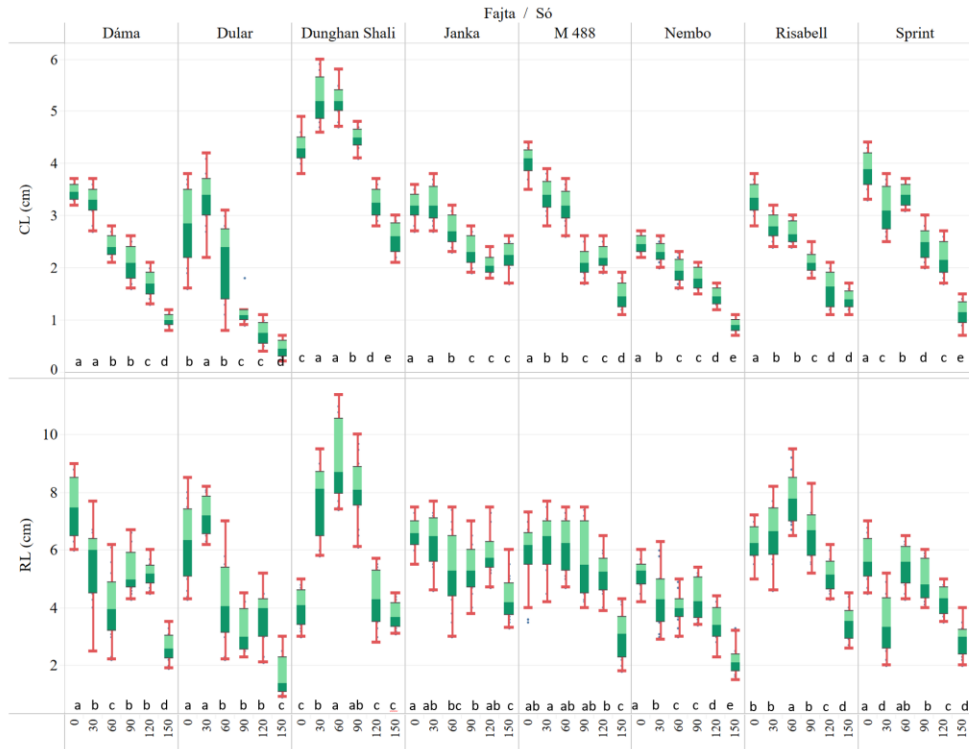 Fajta / Só
Dáma Dular Dunghan Shali Janka M 488 Nembo Risabell Sprint
6
5
4
CL (cm)
3
2
1
0
a a b b c d b a b c c d c a a b d e a a b c c c a b b c c d a b c c d e a b b c d d a c b d d e
10
8
RL (cm)
6
4
2
a b c b b d a a b b b c c b a ab c c a ab bc b ab c ab a ab ab b c a b c c d e b b a b c d a d ab b c d
0 30 60 90 120 150 0 30 60 90 120 150 0 30 60 90 120 150 0 30 60 90 120 150 0 30 60 90 120 150 0 30 60 90 120 150 0 30 60 90 120 150 0 30 60 90 120 150